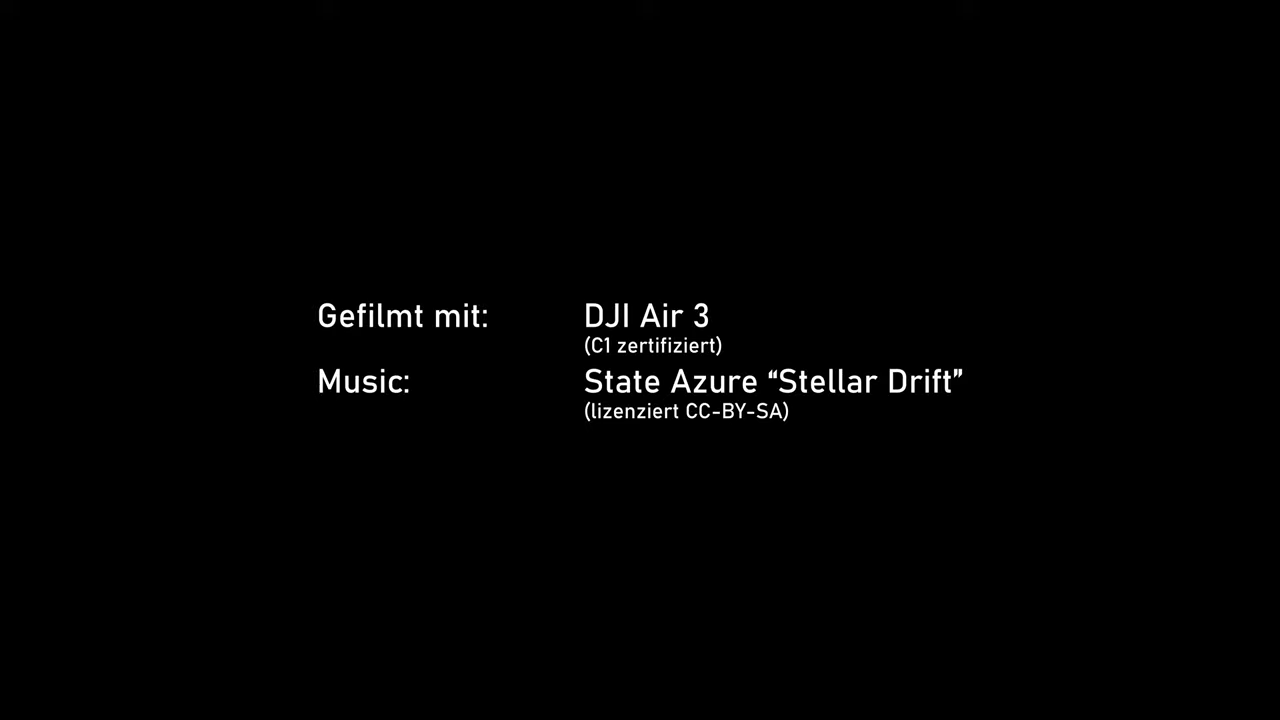 Gefilmt mit: DJI Air 3
(C1 zertifiziert)
Music: State Azure “Stellar Drift”
(lizenziert CC-BY-SA)